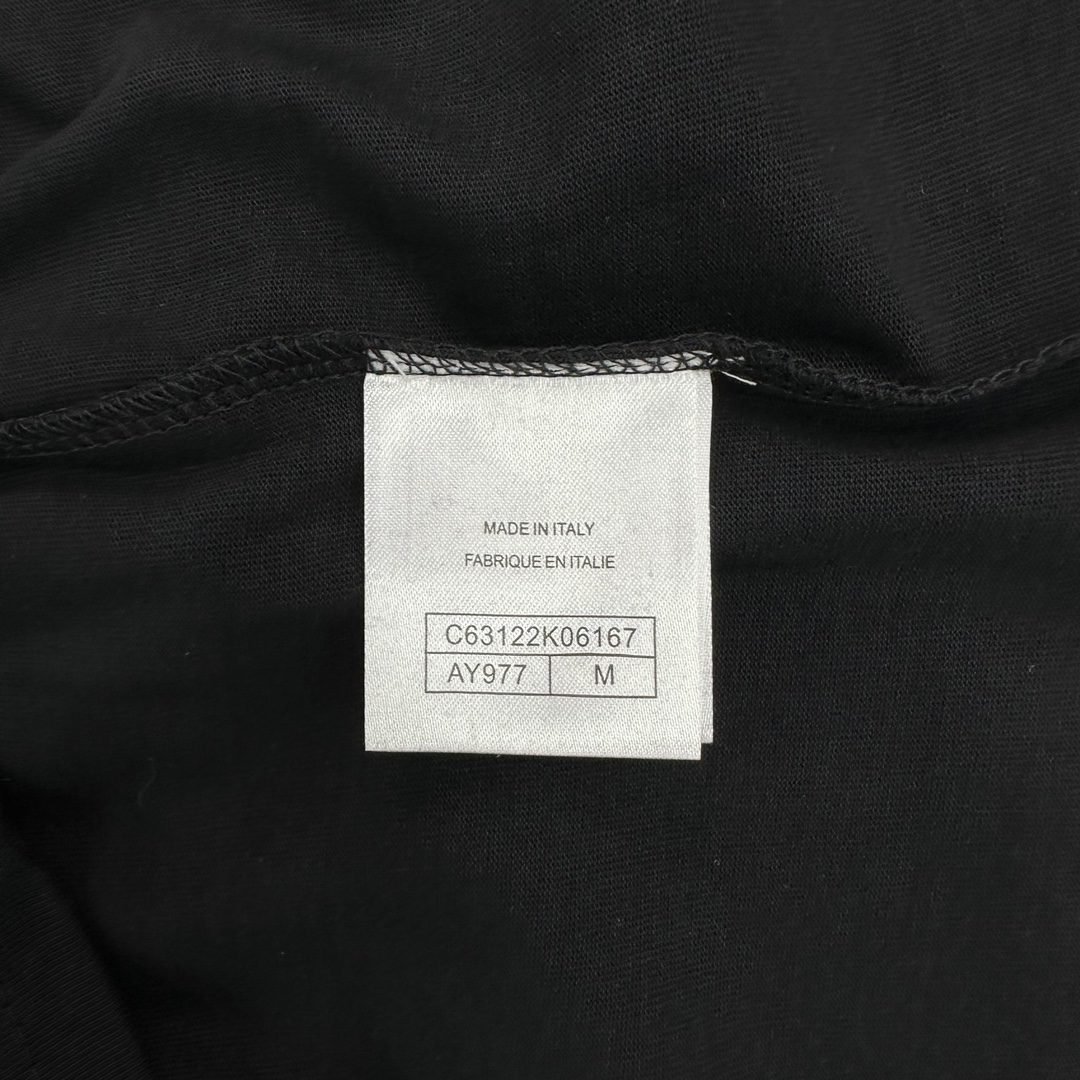 MADE IN ITALY
FABRIQUE EN ITALIE
C63122K06167
AY977 M